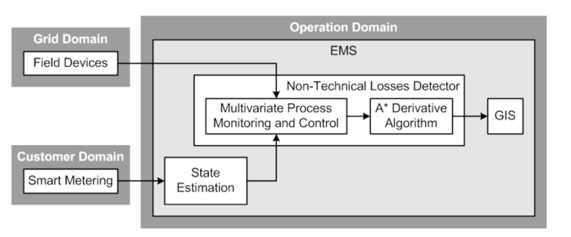 Operation Domain
Grid Domain
EMS
Field Devices
Non-Technical Losses Detector
Multivariate Process
Monitoring and Control
A* Derivative
Algorithm
GIS
Customer Domain
Smart Metering
State
Estimation